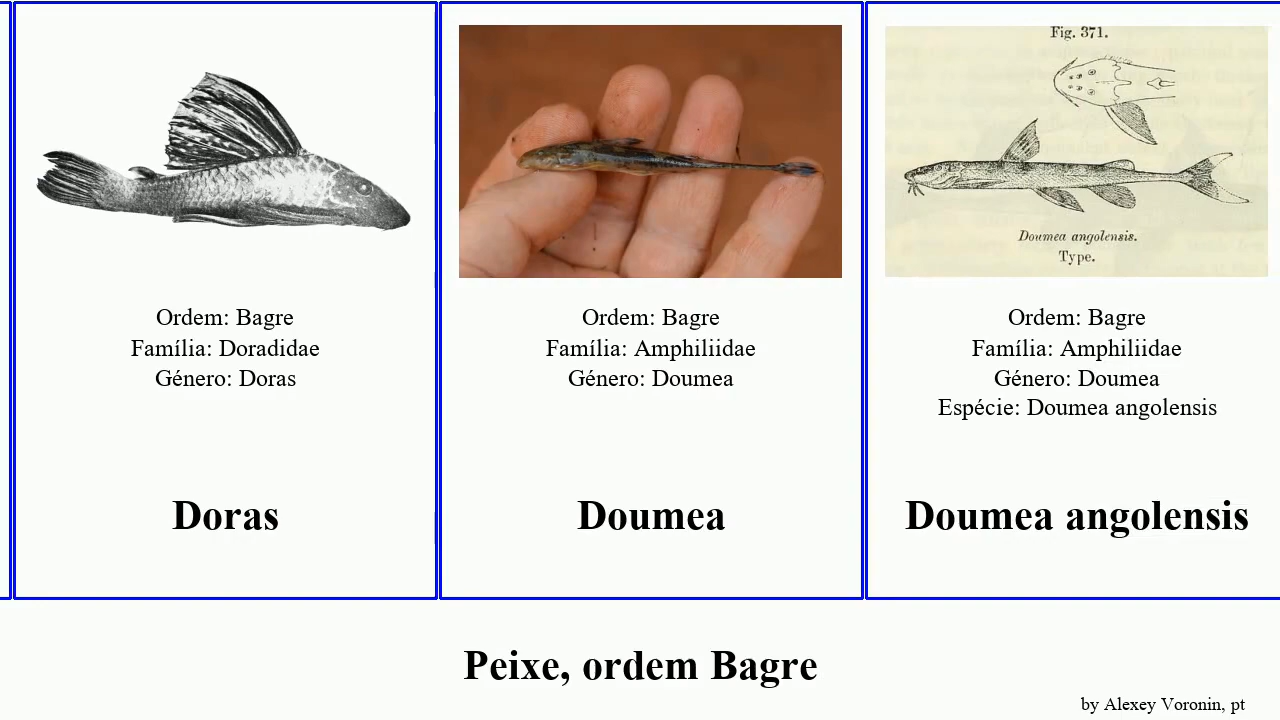 Ordem: Bagre
Família: Doradidae
Género: Doras
Doras
Ordem: Bagre
Família: Amphiliidae
Género: Doumea
Doumea
Fig. 371.
Doumea angolensis.
Type.
Ordem: Bagre
Família: Amphiliidae
Género: Doumea
Espécie: Doumea angolensis
Doumea angolensis
Peixe, ordem Bagre
by Alexey Voronin, pt